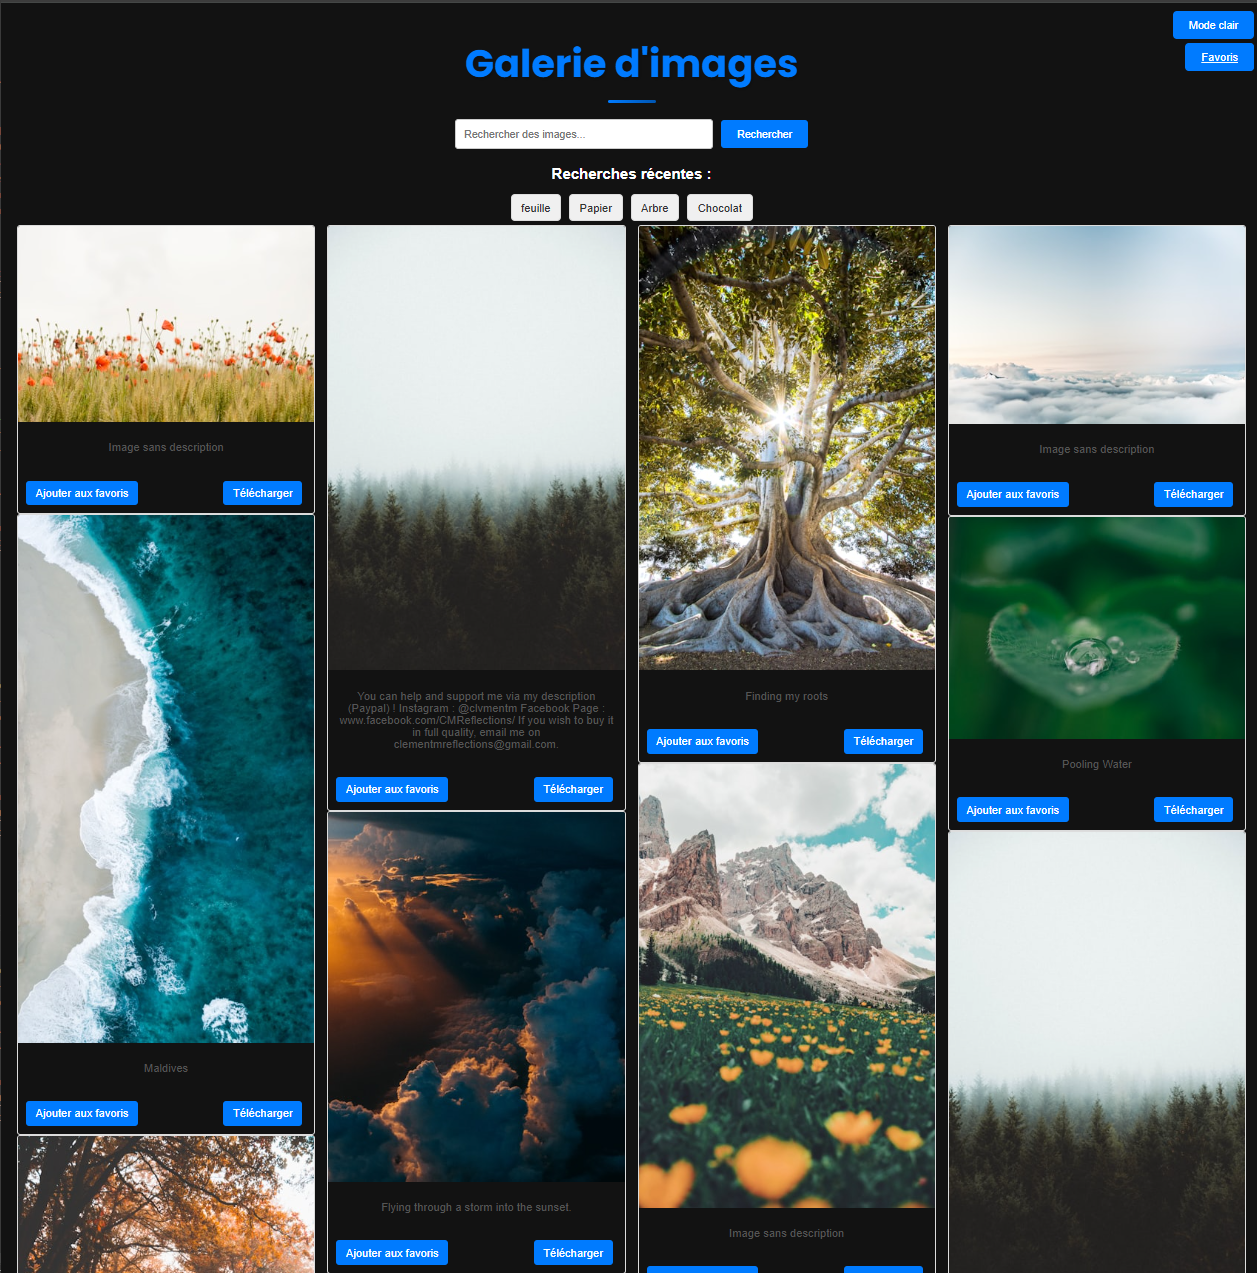 Mode clair
Favoris
Galerie d'images
Rechercher des images...
Rechercher
Recherches récentes :
feuille
Papier
Arbre
Chocolat
Image sans description
Ajouter aux favoris
Télécharger
Maldives
Ajouter aux favoris
Télécharger
You can help and support me via my description
(Paypal) ! Instagram : @clvmentm Facebook Page :
www.facebook.com/CMReflections/ If you wish to buy it
in full quality, email me on
clementmreflections@gmail.com.
Ajouter aux favoris
Télécharger
Flying through a storm into the sunset.
Ajouter aux favoris
Télécharger
Finding my roots
Ajouter aux favoris
Télécharger
Image sans description
Image sans description
Ajouter aux favoris
Télécharger
Pooling Water
Ajouter aux favoris
Télécharger